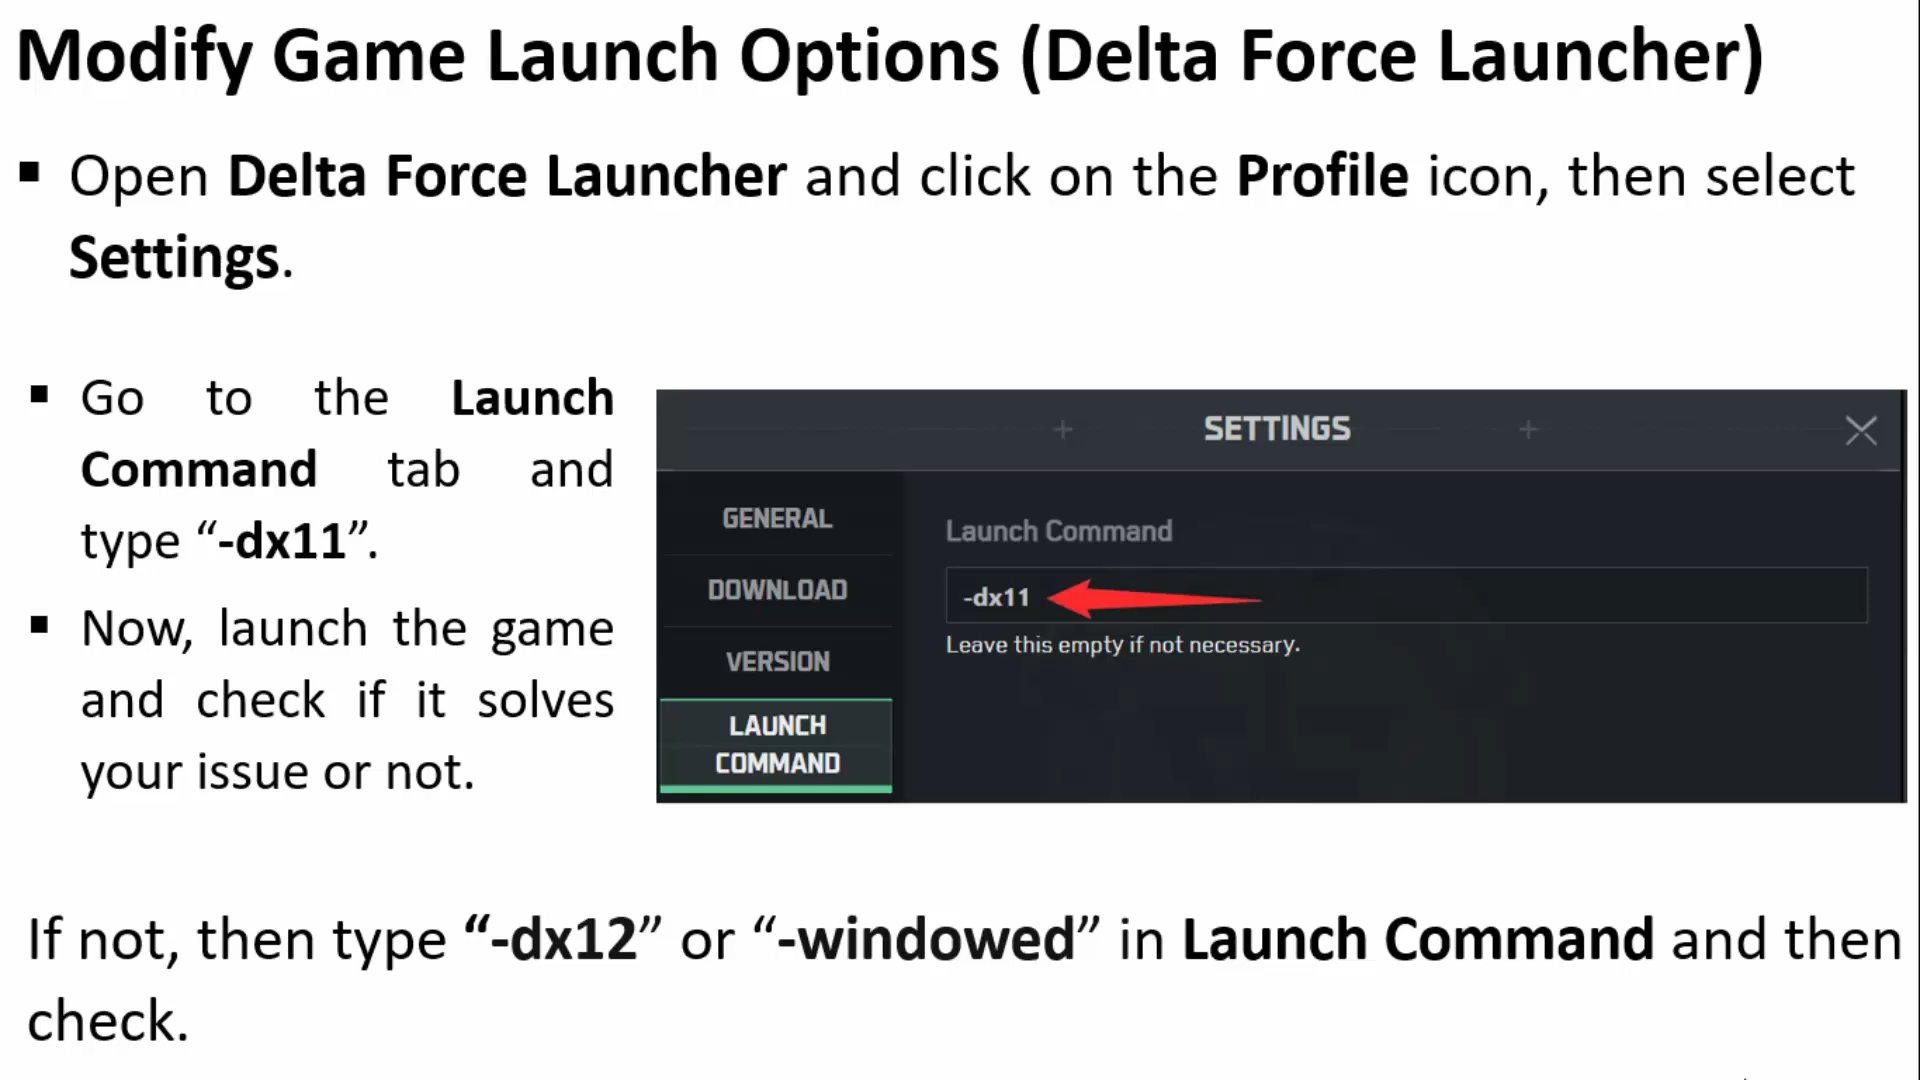 Modify Game Launch Options (Delta Force Launcher)
▪ Open Delta Force Launcher and click on the Profile icon, then select
Settings.
▪ Go to the Launch
Command tab and
type “-dx11”.
▪ Now, launch the game
and check if it solves
your issue or not.
SETTINGS
GENERAL
DOWNLOAD
VERSION
LAUNCH
COMMAND
Launch Command
-dx11
Leave this empty if not necessary.
If not, then type “-dx12” or “-windowed” in Launch Command and then
check.